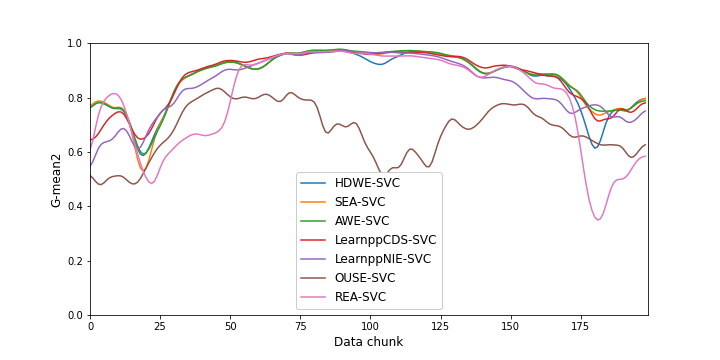 1.0
0.8
0.6
0.4
0.2
0.0
G-mean2
0 25 50 75 100 125 150 175
Data chunk
HDWE-SVC
SEA-SVC
AWE-SVC
LearnppCDS-SVC
LearnppNIE-SVC
OUSE-SVC
REA-SVC